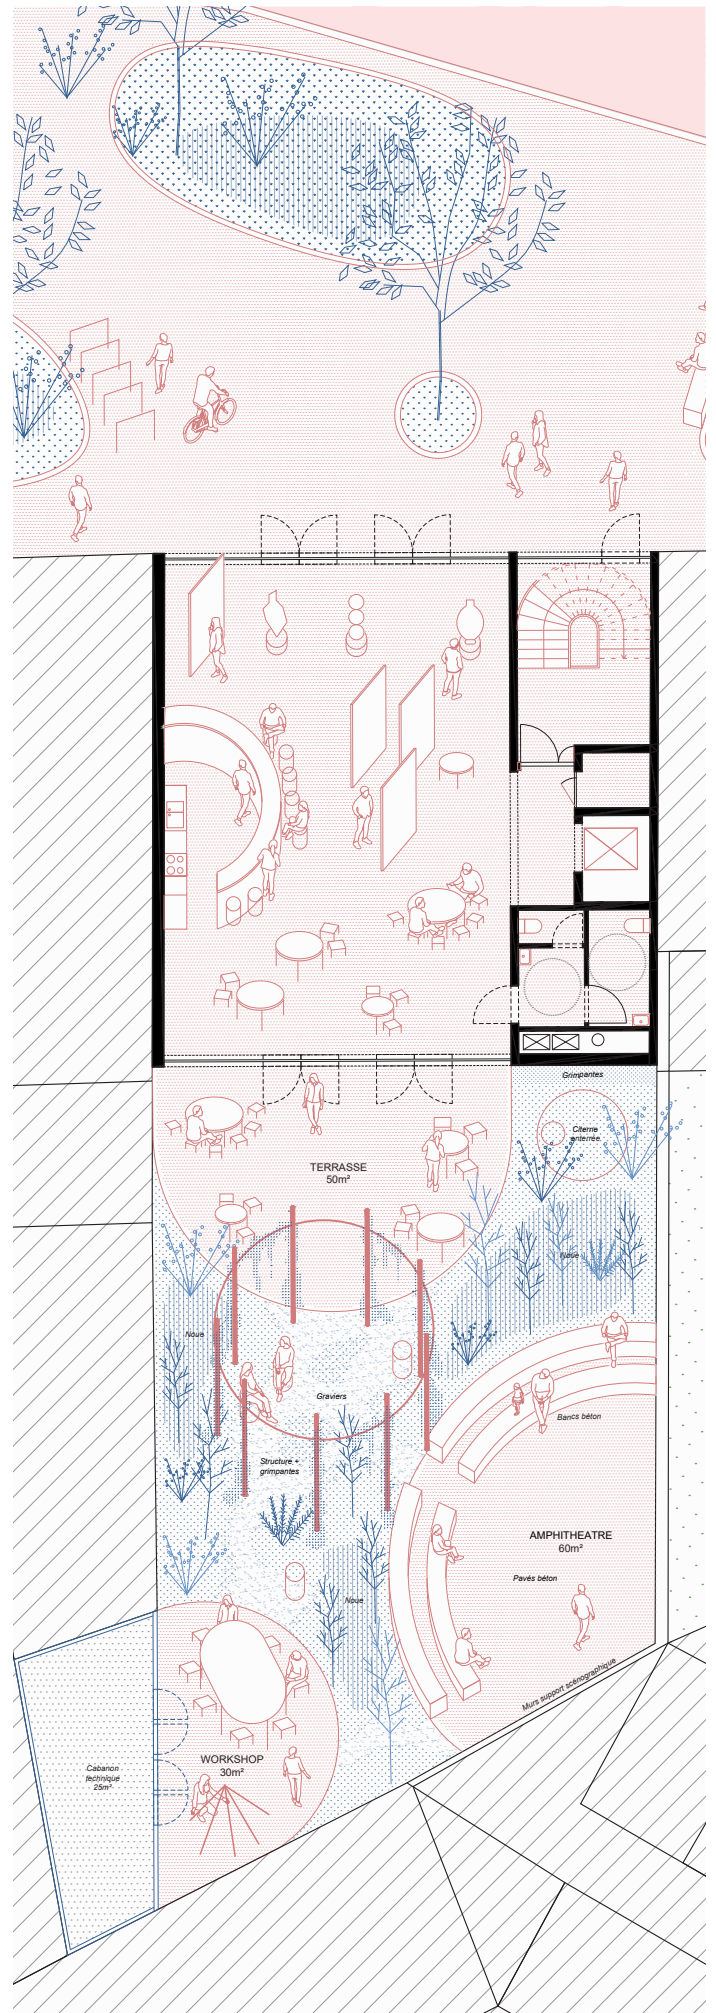 Grimpantes
Citerne
enterrée
TERRASSE
50m²
Noue
Noue
Graviers
Bancs béton
Structure +
grimpantes
AMPHITHEATRE
60m²
Pavés béton
Noue
Murs support scénographique
WORKSHOP
30m²
Cabanon
technique
25m²